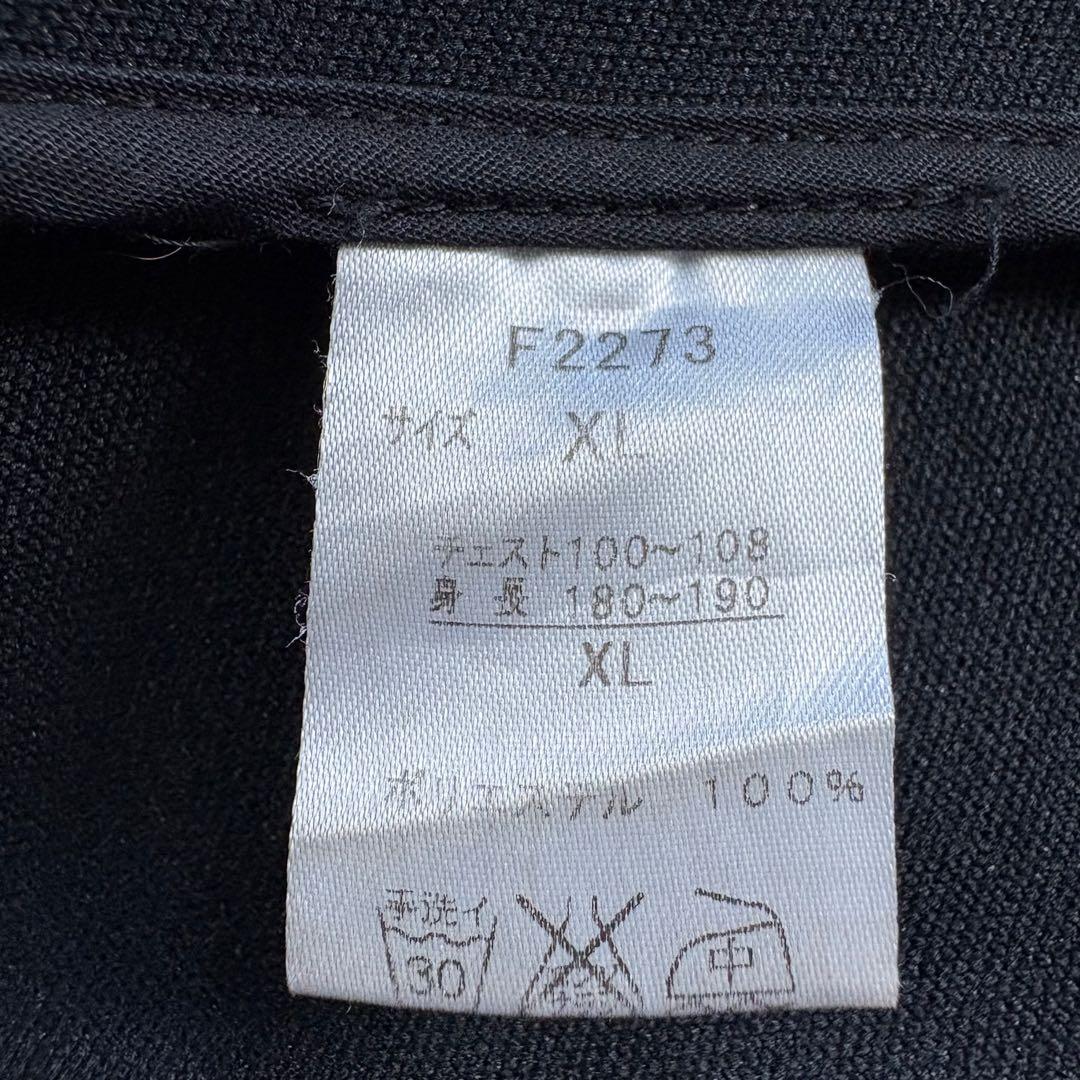 F2273
サイズ XL
チェスト100~108
身長 180~190
XL
ポリエステル 100%
手洗イ
30
中